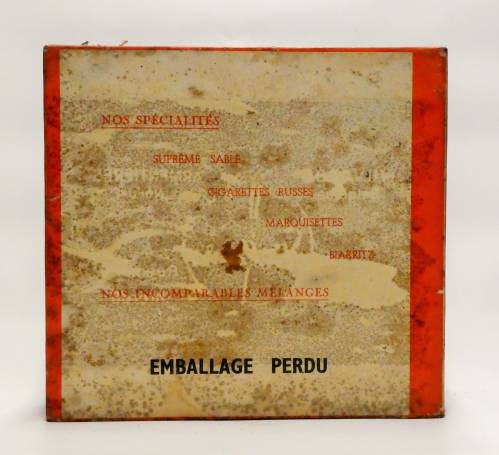 NOS SPÉCIALITÉS
SUPRÊME SABLÉ
CIGARETTES RUSSES
MARQUISETTES
BIARRITZ
NOS INCOMPARABLES MÉLANGES
EMBALLAGE PERDU